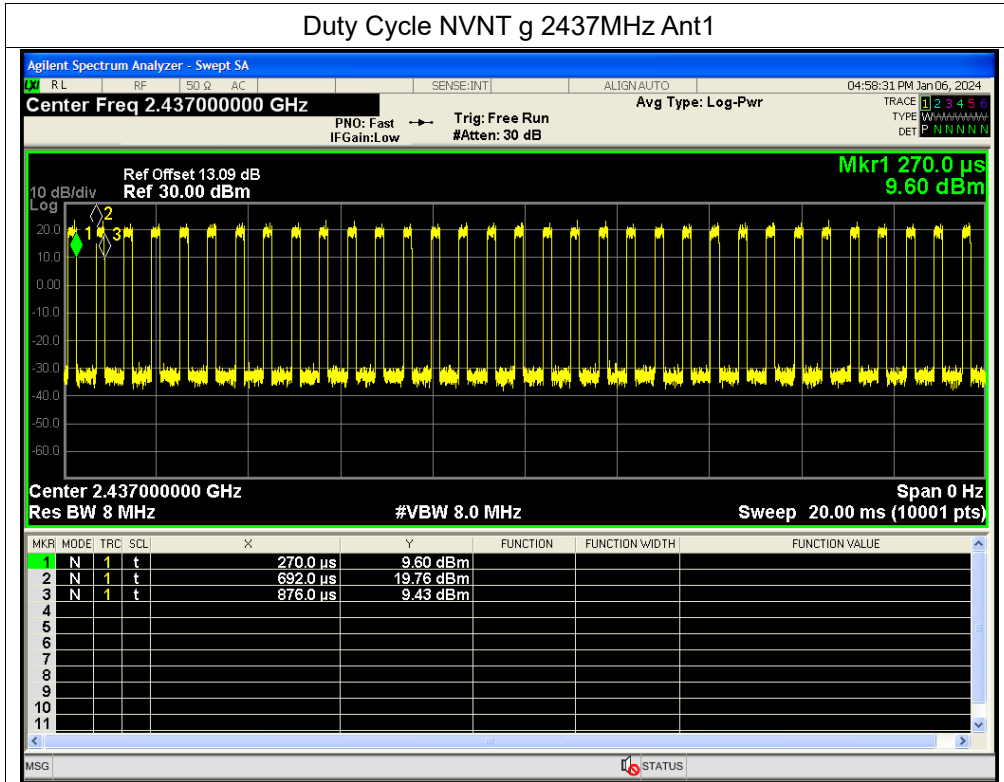 Duty Cycle NVNT g 2437MHz Ant1
Agilent Spectrum Analyzer - Swept SA
LXI RL RF 50 Ω AC SENSE:INT ALIGN AUTO 04:58:31 PM Jan 06, 2024
Center Freq 2.437000000 GHz Avg Type: Log-Pwr TRACE 1 2 3 4 5 6
PNO: Fast Trig: Free Run TYPE WWWWWW
IFGain:Low #Atten: 30 dB DET P N N N N N
Mkr1 270.0 µs
Ref Offset 13.09 dB
10 dB/div Ref 30.00 dBm 9.60 dBm
Log
2
20.0 1 3
10.0
0.00
-10.0
-20.0
-30.0
-40.0
-50.0
-60.0
Center 2.437000000 GHz Span 0 Hz
Res BW 8 MHz #VBW 8.0 MHz Sweep 20.00 ms (10001 pts)
MKR MODE TRC SCL X Y FUNCTION FUNCTION WIDTH FUNCTION VALUE
1 N 1 t 270.0 µs 9.60 dBm
2 N 1 t 692.0 µs 19.76 dBm
3 N 1 t 876.0 µs 9.43 dBm
4
5
6
7
8
9
10
11
MSG STATUS